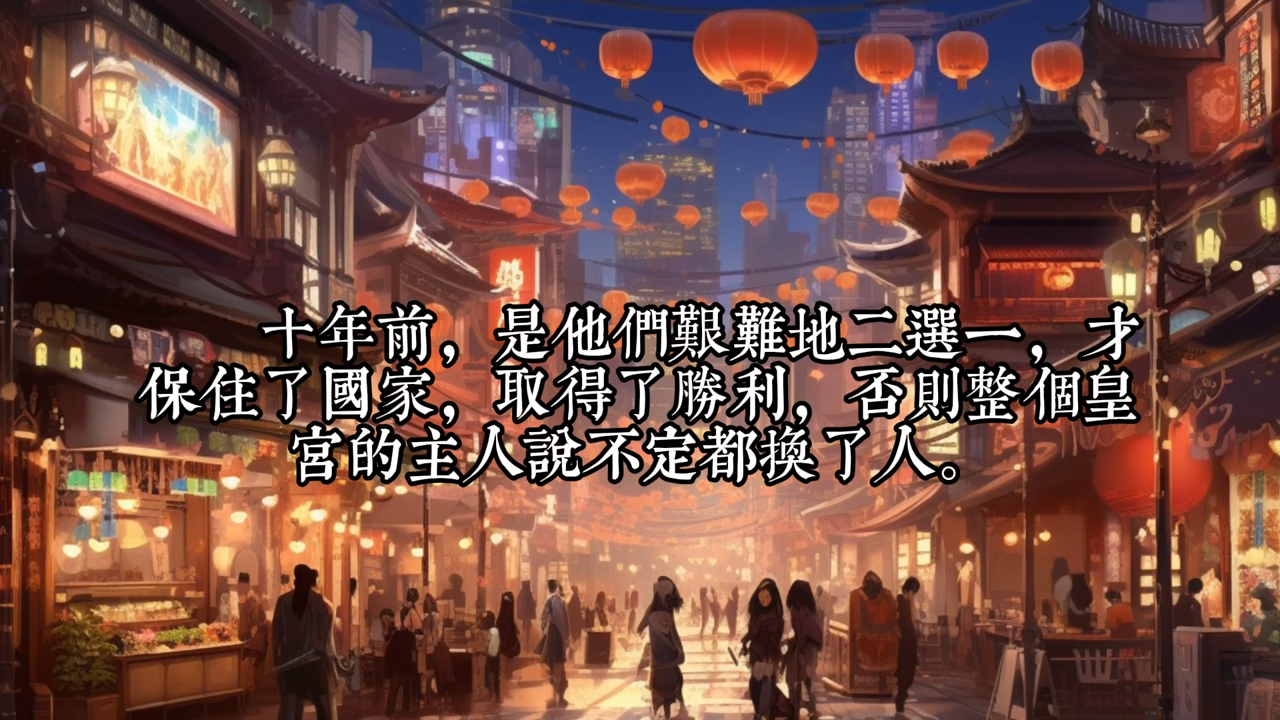 十年前，是他們艱難地二選一，才
保住了國家，取得了勝利，否則整個皇
宮的主人說不定都換了人。